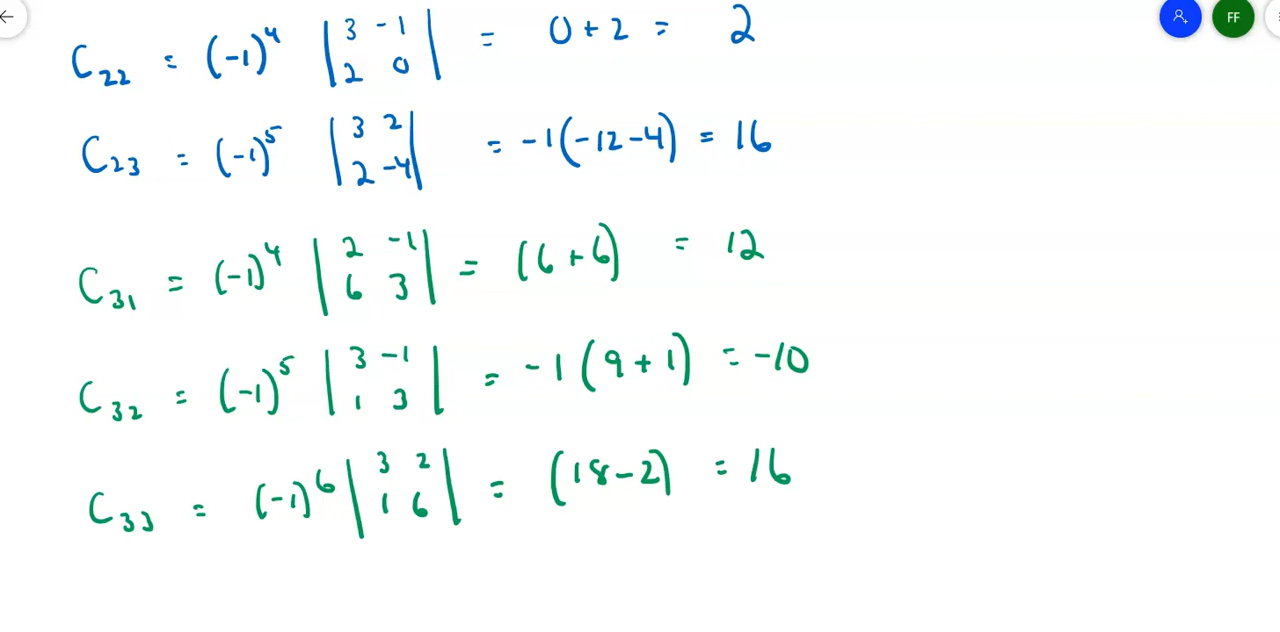 FF
C₂₂ = (-1)⁴ |3 -1; 2 0| = 0 + 2 = 2
C₂₃ = (-1)⁵ |3 2; 2 -4| = -1(-12 - 4) = 16
C₃₁ = (-1)⁴ |2 -1; 6 3| = (6 + 6) = 12
C₃₂ = (-1)⁵ |3 -1; 1 3| = -1(9 + 1) = -10
C₃₃ = (-1)⁶ |3 2; 1 6| = (18 - 2) = 16